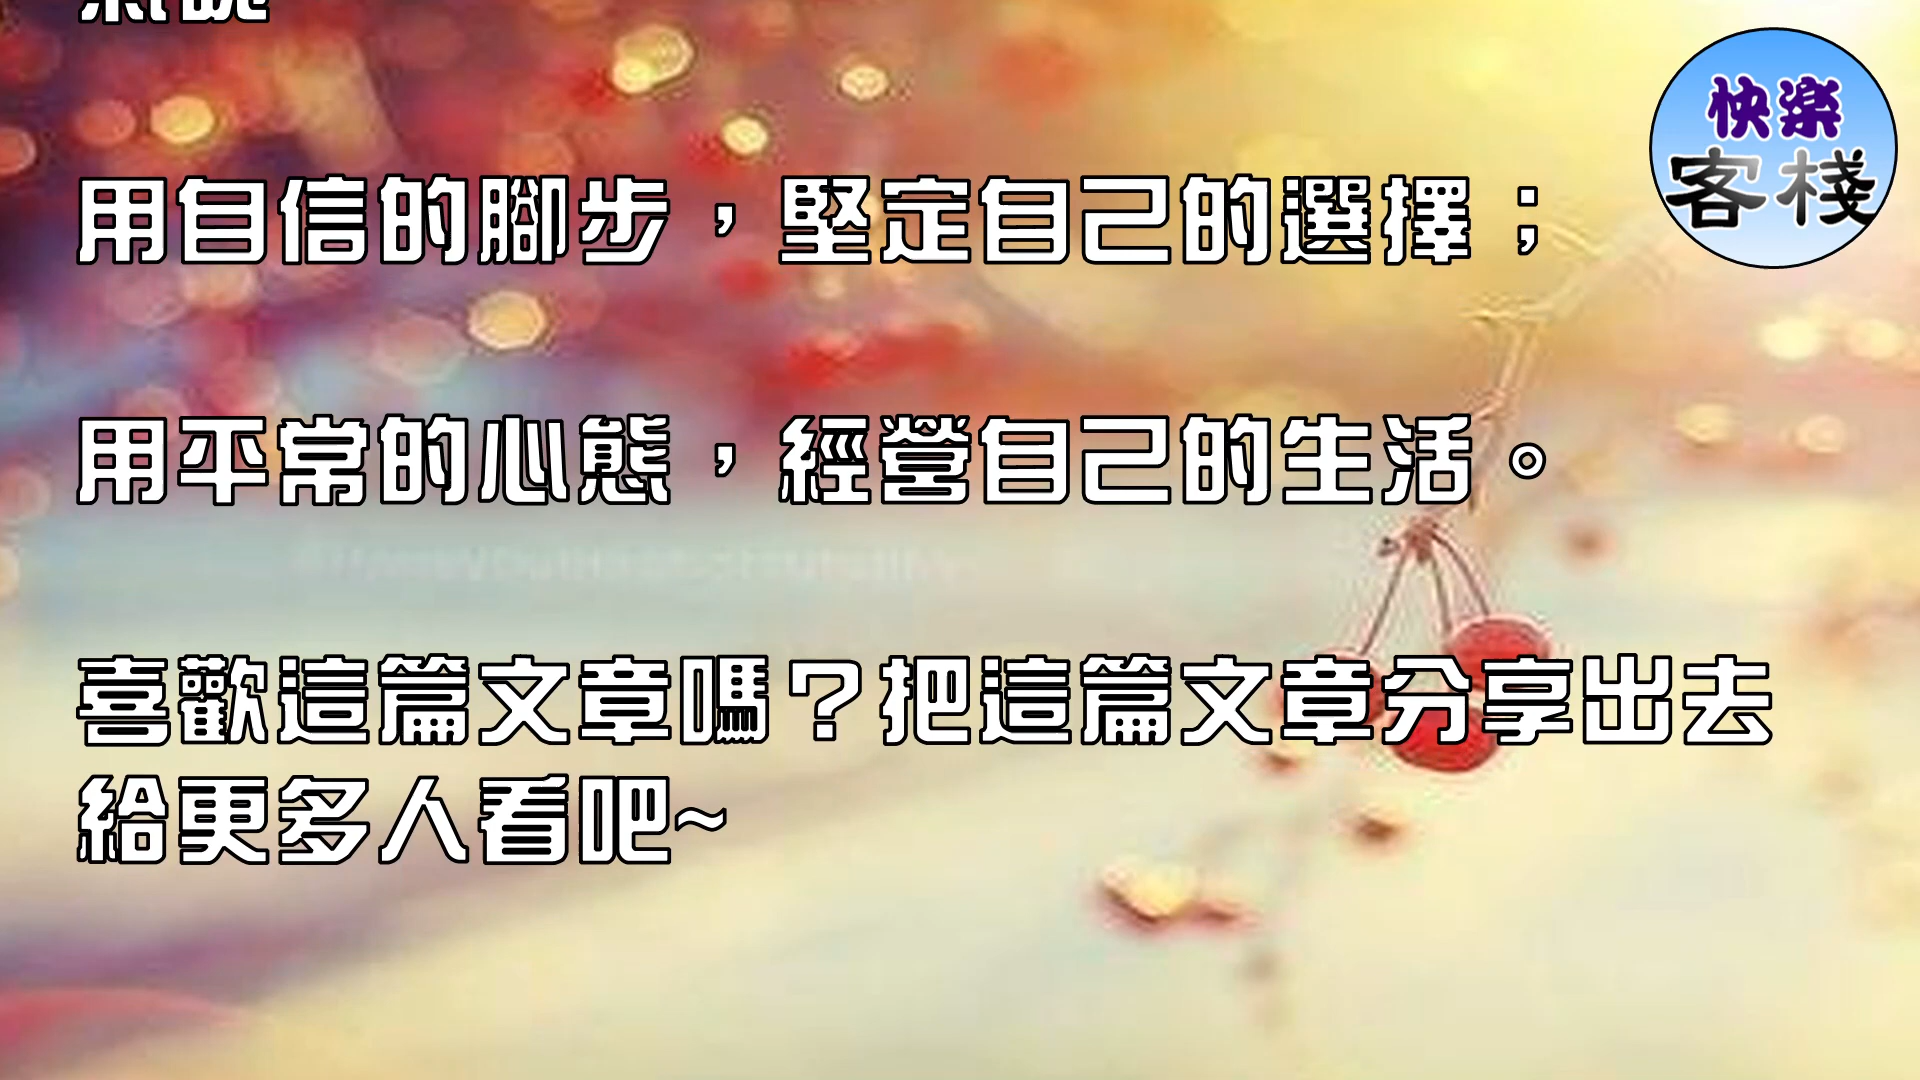 快樂
客棧
用自信的腳步，堅定自己的選擇；
用平常的心態，經營自己的生活。
喜歡這篇文章嗎？把這篇文章分享出去
給更多人看吧~